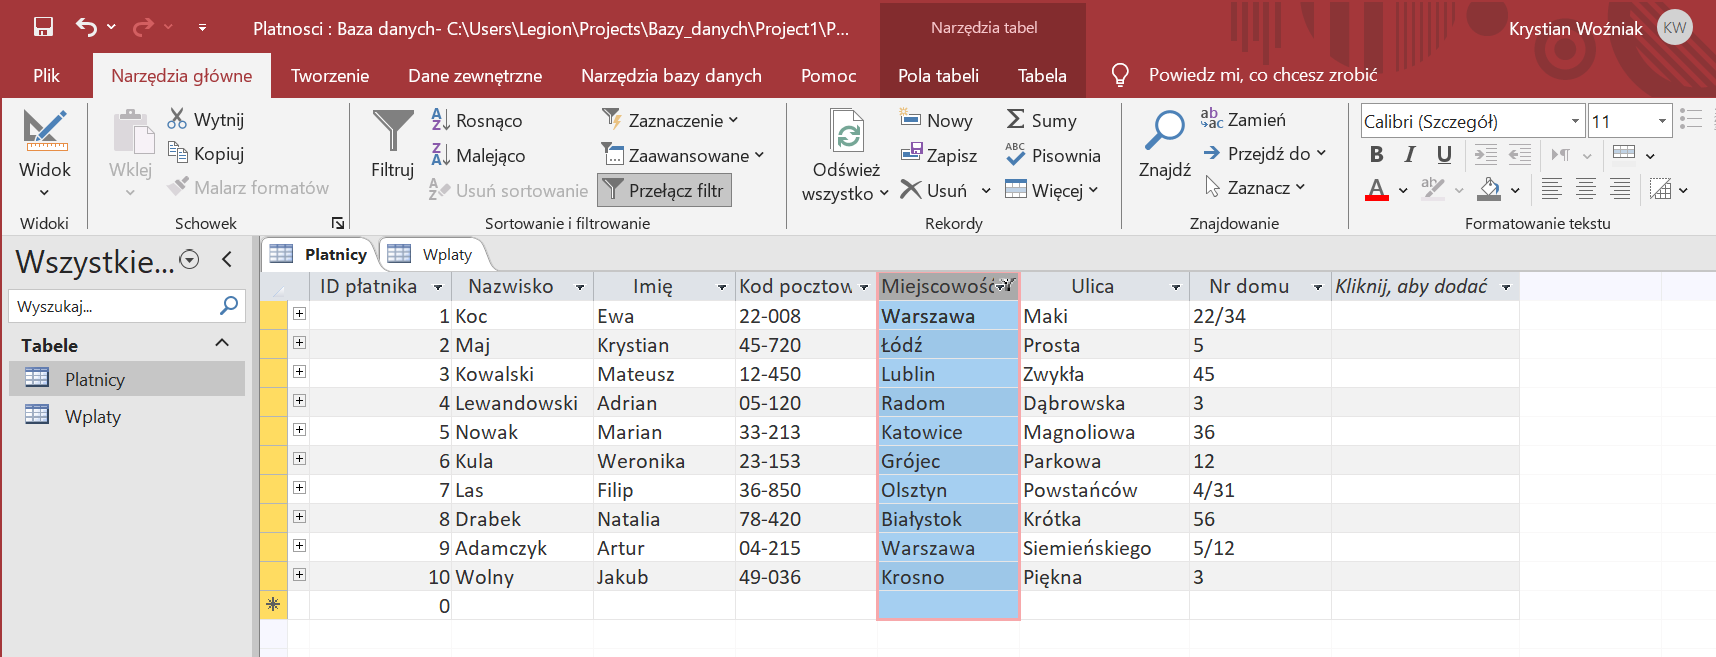 Platnosci : Baza danych- C:\Users\Legion\Projects\Bazy_danych\Project1\P...
Narzędzia tabel
Krystian Woźniak
KW
Plik
Narzędzia główne
Tworzenie
Dane zewnętrzne
Narzędzia bazy danych
Pomoc
Pola tabeli
Tabela
Powiedz mi, co chcesz zrobić
Widok
Widoki
Wklej
Wytnij
Kopiuj
Malarz formatów
Schowek
Filtruj
Rosnąco
Malejąco
Usuń sortowanie
Zaznaczenie
Zaawansowane
Przełącz filtr
Sortowanie i filtrowanie
Odśwież
wszystko
Nowy
Zapisz
Usuń
Sumy
Pisownia
Więcej
Rekordy
Znajdź
Zamień
Przejdź do
Zaznacz
Znajdowanie
Calibri (Szczegół)
11
B I U
A
Formatowanie tekstu
Wszystkie...
Wyszukaj...
Tabele
Platnicy
Wplaty
Platnicy Wplaty
ID płatnika Nazwisko Imię Kod pocztow Miejscowość Ulica Nr domu Kliknij, aby dodać
1 Koc Ewa 22-008 Warszawa Maki 22/34
2 Maj Krystian 45-720 Łódź Prosta 5
3 Kowalski Mateusz 12-450 Lublin Zwykła 45
4 Lewandowski Adrian 05-120 Radom Dąbrowska 3
5 Nowak Marian 33-213 Katowice Magnoliowa 36
6 Kula Weronika 23-153 Grójec Parkowa 12
7 Las Filip 36-850 Olsztyn Powstańców 4/31
8 Drabek Natalia 78-420 Białystok Krótka 56
9 Adamczyk Artur 04-215 Warszawa Siemieńskiego 5/12
10 Wolny Jakub 49-036 Krosno Piękna 3
0